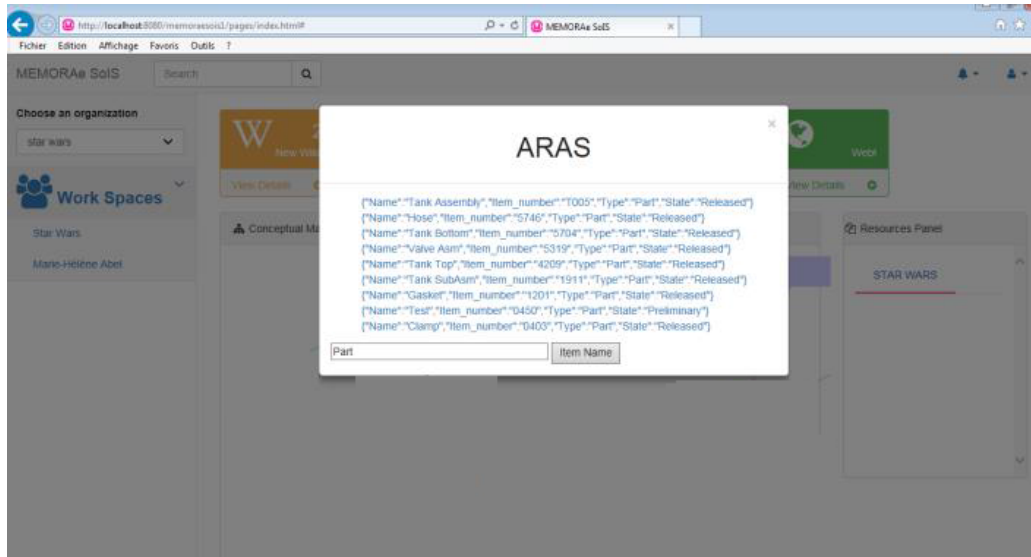 http://localhost:8080/memoraesois1/pages/index.html#
MEMORAe SoIS
Fichier Edition Affichage Favoris Outils ?
MEMORAe SoIS
Search
Choose an organization
star wars
Work Spaces
Star Wars
Marie-Hélène Abel
W
New
View Details
Conceptual
ARAS
×
{"Name":"Tank Assembly","Item_number":"T005","Type":"Part","State":"Released"}
{"Name":"Hose","Item_number":"5746","Type":"Part","State":"Released"}
{"Name":"Tank Bottom","Item_number":"5704","Type":"Part","State":"Released"}
{"Name":"Valve Asm","Item_number":"5319","Type":"Part","State":"Released"}
{"Name":"Tank Top","Item_number":"4209","Type":"Part","State":"Released"}
{"Name":"Tank SubAsm","Item_number":"1911","Type":"Part","State":"Released"}
{"Name":"Gasket","Item_number":"1201","Type":"Part","State":"Released"}
{"Name":"Test","Item_number":"0450","Type":"Part","State":"Preliminary"}
{"Name":"Clamp","Item_number":"0403","Type":"Part","State":"Released"}
Part
Item Name
View Details
Resources Panel
STAR WARS